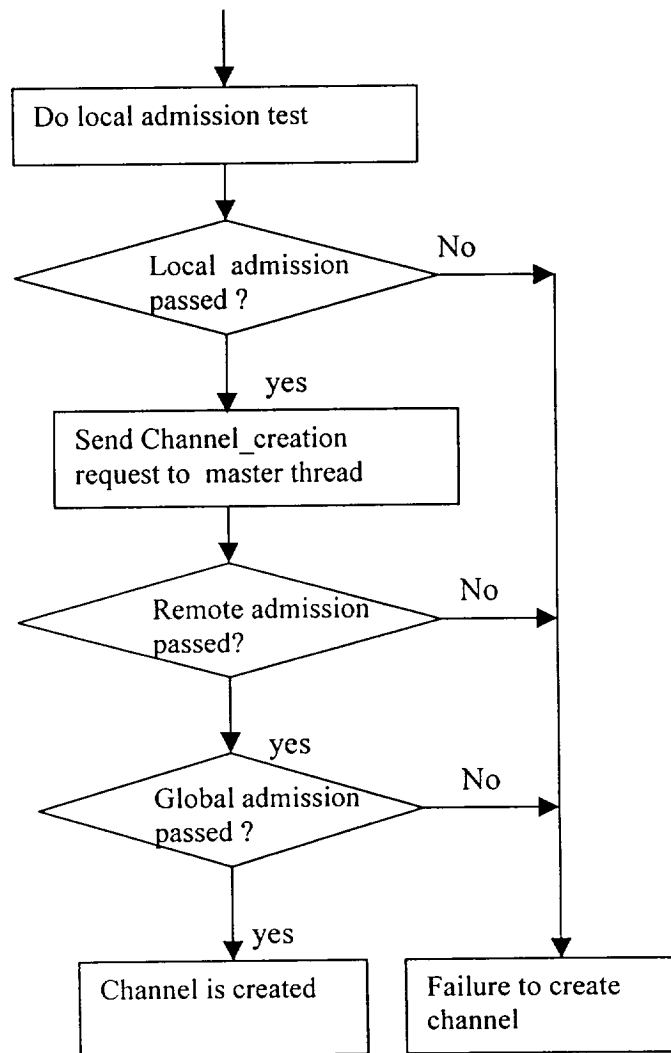 Do local admission test
No
Local admission
passed ?
yes
Send Channel_creation
request to master thread
No
Remote admission
passed?
yes
No
Global admission
passed ?
yes
Channel is created
Failure to create
channel